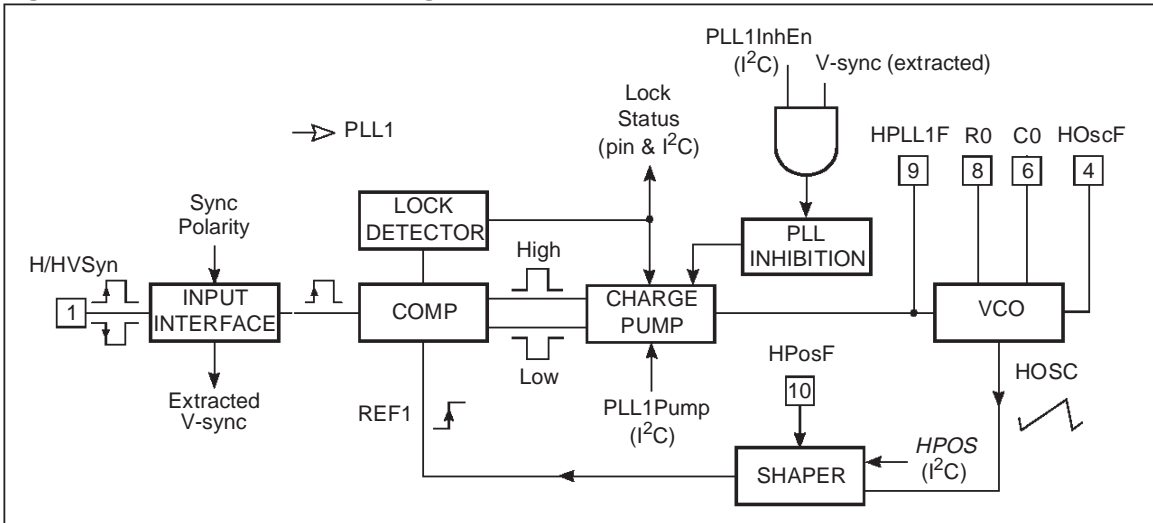 PLL1InhEn
(I²C)
V-sync (extracted)
Lock
Status
(pin & I²C)
PLL1
HPLL1F
R0
C0
HOscF
9
8
6
4
Sync
Polarity
LOCK
DETECTOR
PLL
INHIBITION
High
H/HVSyn
1
INPUT
INTERFACE
COMP
CHARGE
PUMP
VCO
Low
HPosF
HOSC
10
Extracted
V-sync
REF1
PLL1Pump
(I²C)
SHAPER
HPOS
(I²C)